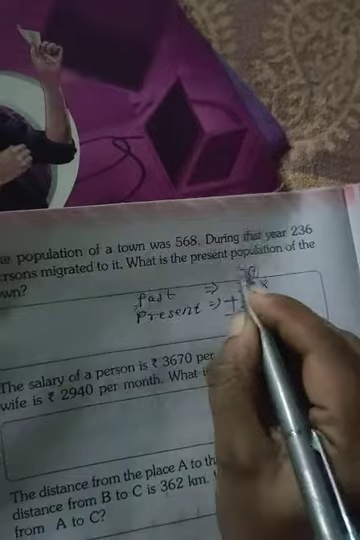 population of a town was 568. During that year 236
rsons migrated to it. What is the present population of the
wn?
past ⇒
Present ⇒ +
The salary of a person is ₹ 3670 per
wife is ₹ 2940 per month. What
The distance from the place A to th
distance from B to C is 362 km.
from A to C?